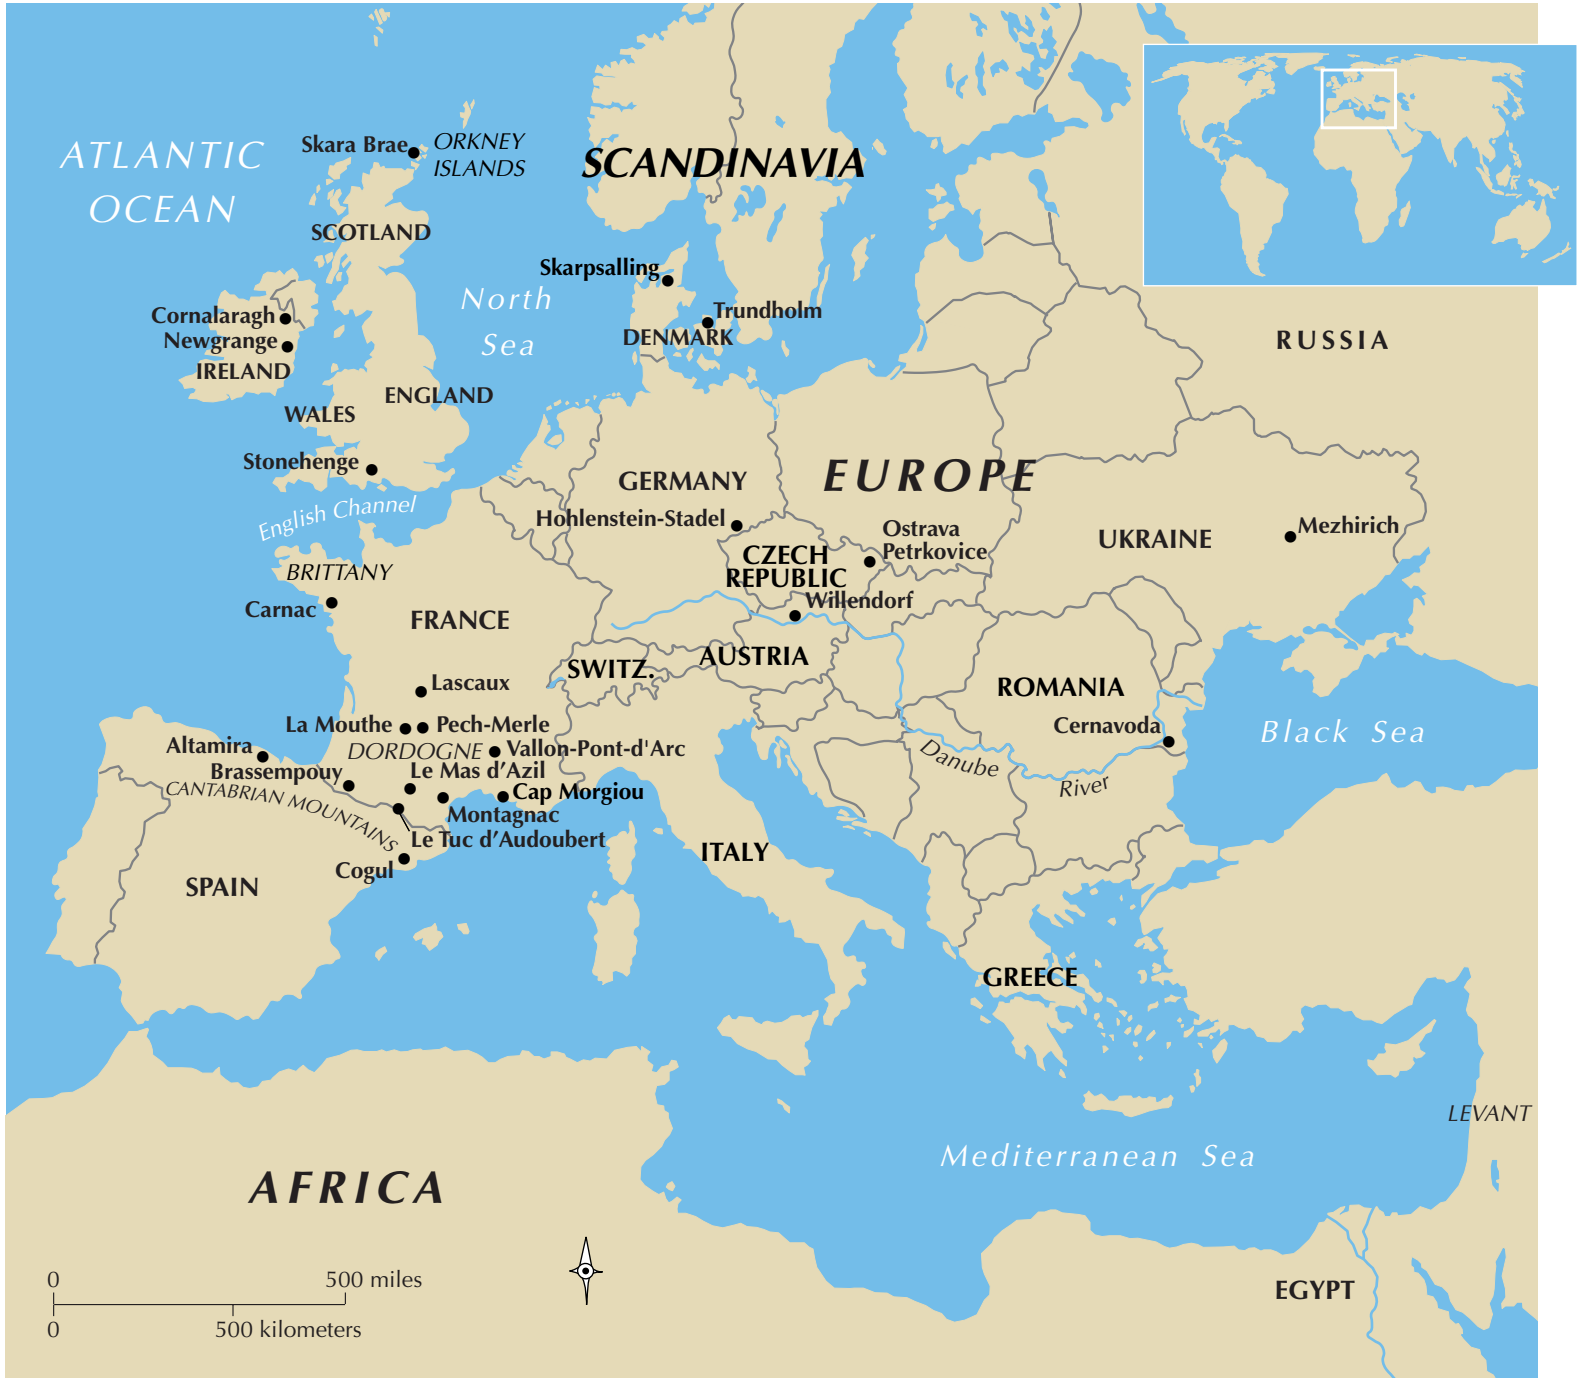 ATLANTIC
OCEAN
Skara Brae
ORKNEY
ISLANDS
SCANDINAVIA
SCOTLAND
Skarpsalling
North
Sea
Cornalaragh
Newgrange
IRELAND
Trundholm
DENMARK
RUSSIA
ENGLAND
WALES
Stonehenge
English Channel
GERMANY
EUROPE
Hohlenstein-Stadel
Ostrava
Petrkovice
CZECH
REPUBLIC
UKRAINE
Mezhirich
BRITTANY
Carnac
FRANCE
Willendorf
SWITZ.
AUSTRIA
Lascaux
ROMANIA
Cernavoda
Black Sea
La Mouthe
Pech-Merle
DORDOGNE
Vallon-Pont-d'Arc
Altamira
Brassempouy
Le Mas d’Azil
Cap Morgiou
CANTABRIAN MOUNTAINS
Montagnac
Le Tuc d’Audoubert
Cogul
Danube
River
SPAIN
ITALY
GREECE
LEVANT
Mediterranean Sea
AFRICA
EGYPT
0
500 miles
0
500 kilometers